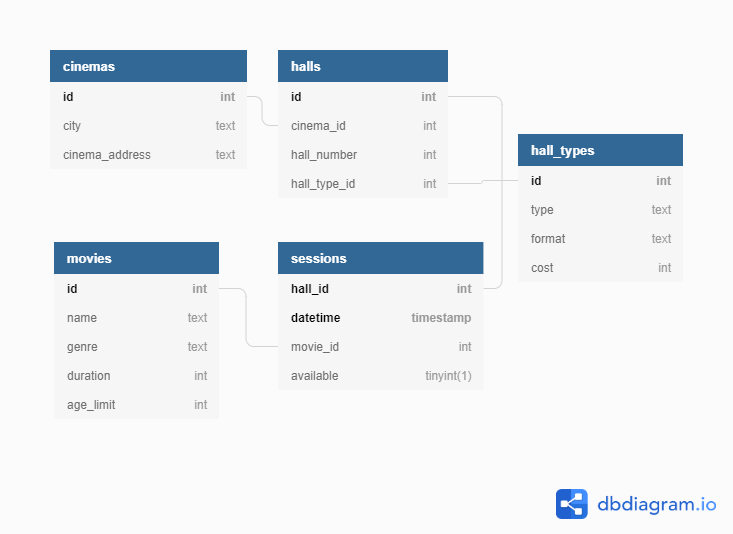 cinemas
id int
city text
cinema_address text
halls
id int
cinema_id int
hall_number int
hall_type_id int
hall_types
id int
type text
format text
cost int
movies
id int
name text
genre text
duration int
age_limit int
sessions
hall_id int
datetime timestamp
movie_id int
available tinyint(1)
dbdiagram.io